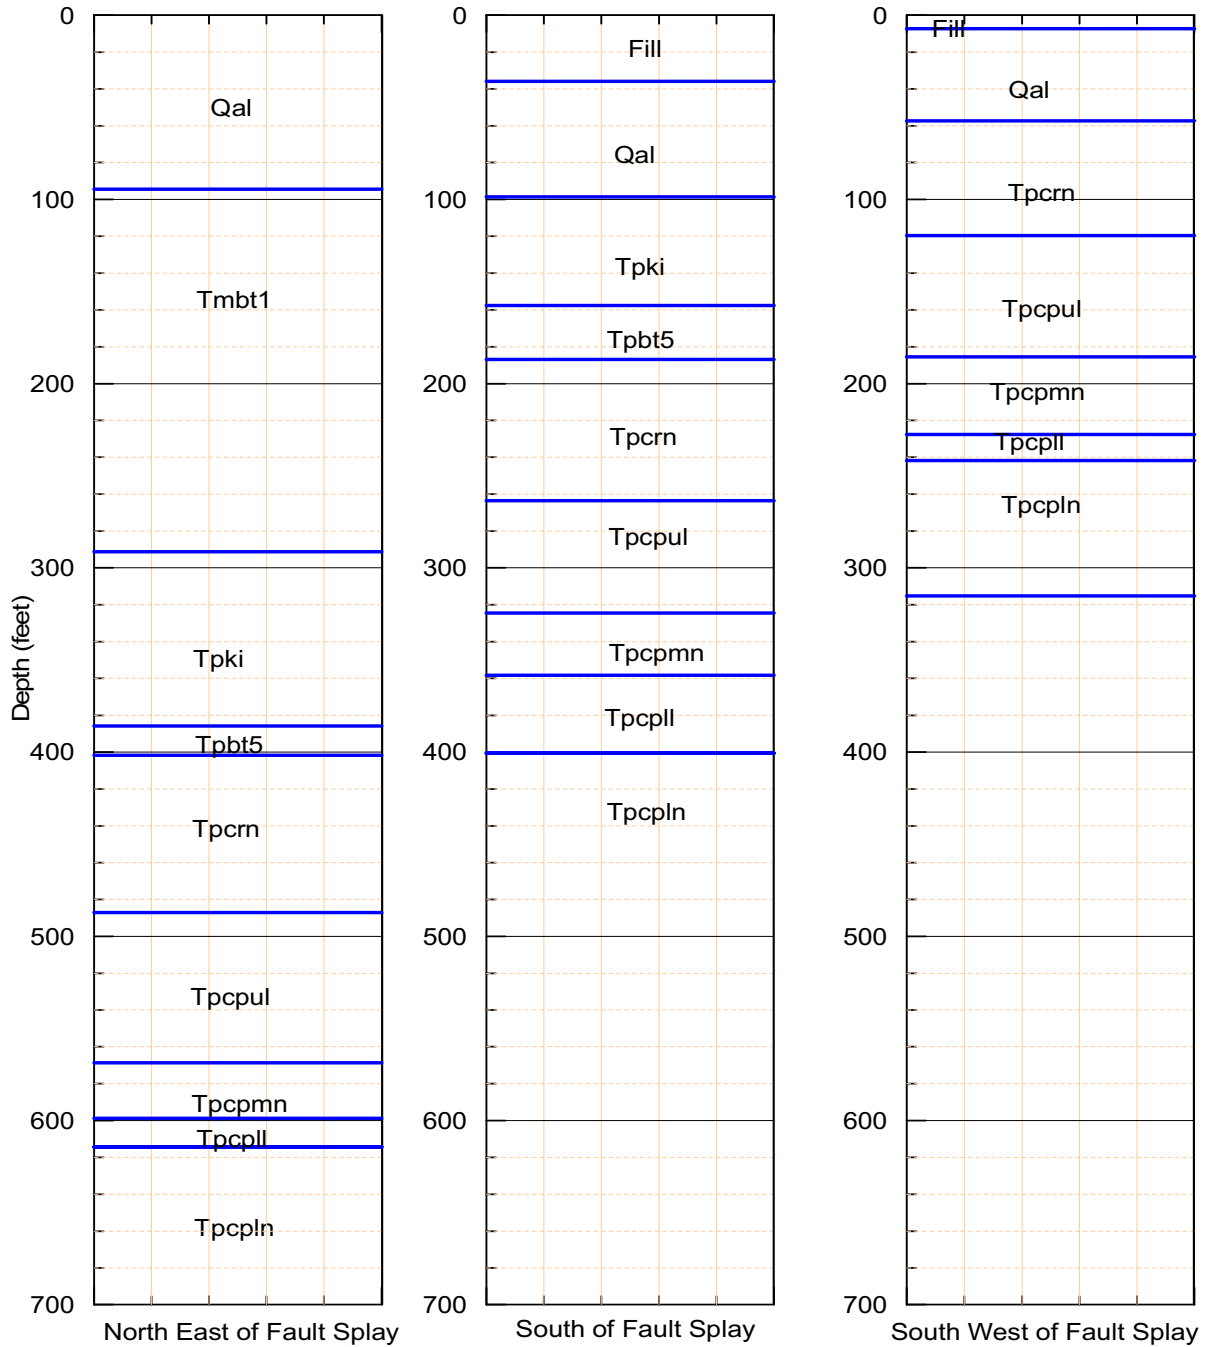 0
100
200
300
400
500
600
700
Depth (feet)
Qal
Tmbt1
Tpki
Tpbt5
Tpcrn
Tpcpul
Tpcpmn
Tpcpll
Tpcpln
North East of Fault Splay
0
100
200
300
400
500
600
700
Fill
Qal
Tpki
Tpbt5
Tpcrn
Tpcpul
Tpcpmn
Tpcpll
Tpcpln
South of Fault Splay
0
100
200
300
400
500
600
700
Fill
Qal
Tpcrn
Tpcpul
Tpcpmn
Tpcpll
Tpcpln
South West of Fault Splay